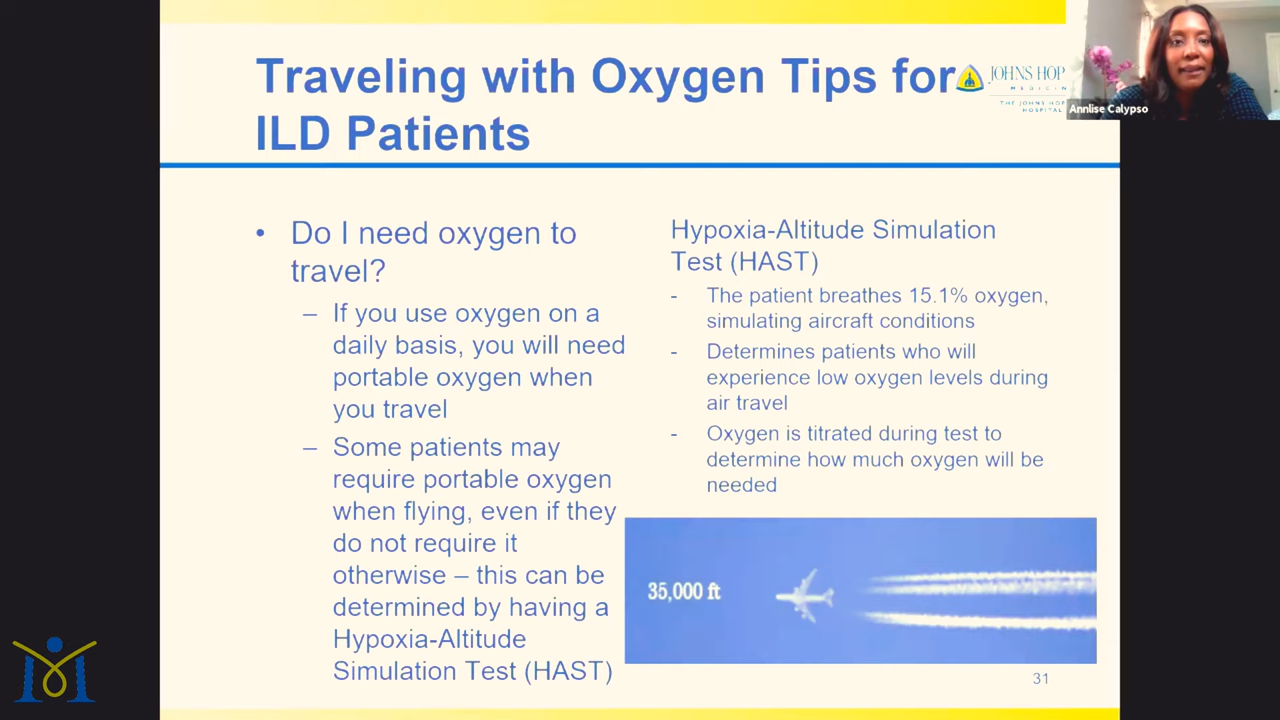 Traveling with Oxygen Tips for
ILD Patients
JOHNS HOP
MEDICIN
THE JOHNS HOP
HOSPITAL
Annlise Calypso
• Do I need oxygen to
travel?
– If you use oxygen on a
daily basis, you will need
portable oxygen when
you travel
– Some patients may
require portable oxygen
when flying, even if they
do not require it
otherwise – this can be
determined by having a
Hypoxia-Altitude
Simulation Test (HAST)
Hypoxia-Altitude Simulation
Test (HAST)
- The patient breathes 15.1% oxygen,
simulating aircraft conditions
- Determines patients who will
experience low oxygen levels during
air travel
- Oxygen is titrated during test to
determine how much oxygen will be
needed
35,000 ft
31